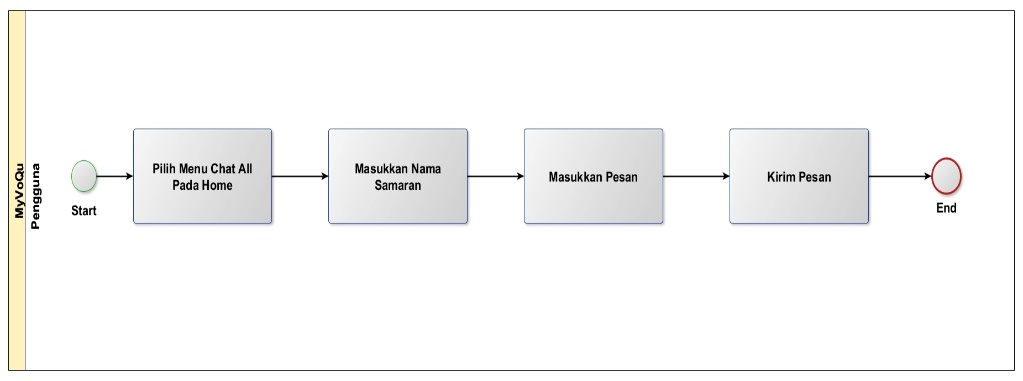 MyVoQu
Pengguna
Start
Pilih Menu Chat All
Pada Home
Masukkan Nama
Samaran
Masukkan Pesan
Kirim Pesan
End